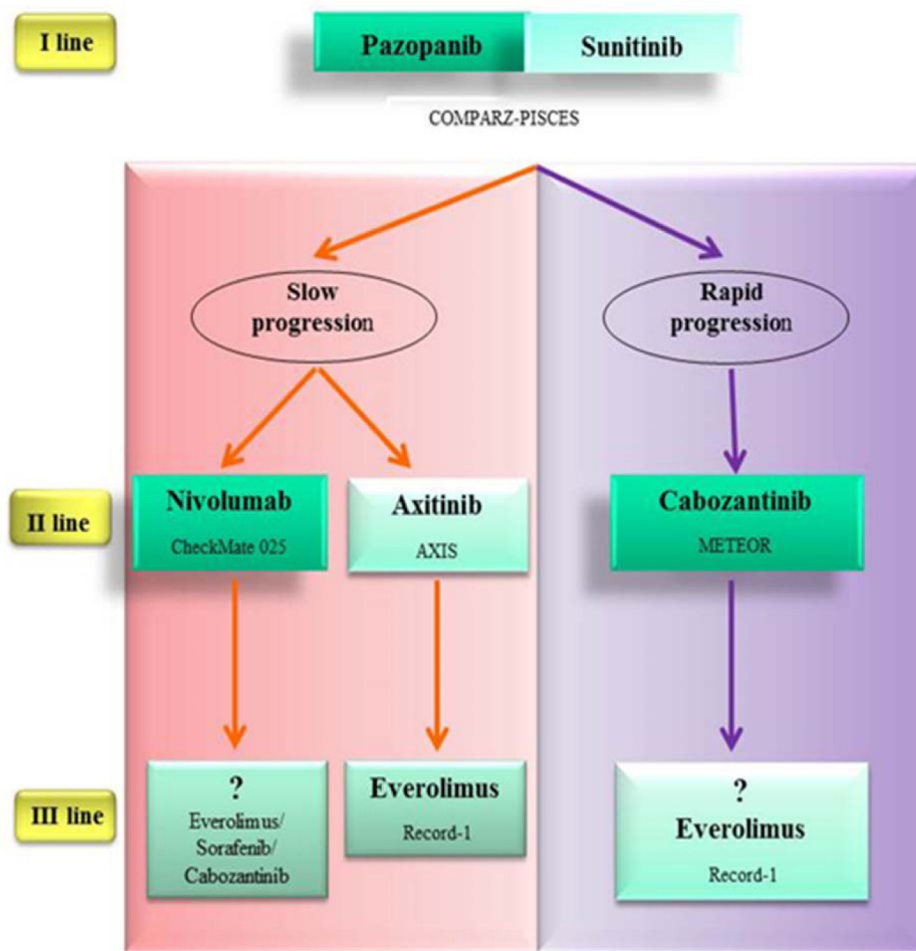 I line
Pazopanib
Sunitinib
COMPARZ-PISCES
Slow
progression
Rapid
progression
II line
Nivolumab
CheckMate 025
Axitinib
AXIS
Cabozantinib
METEOR
III line
?
Everolimus/
Sorafenib/
Cabozantinib
Everolimus
Record-1
?
Everolimus
Record-1